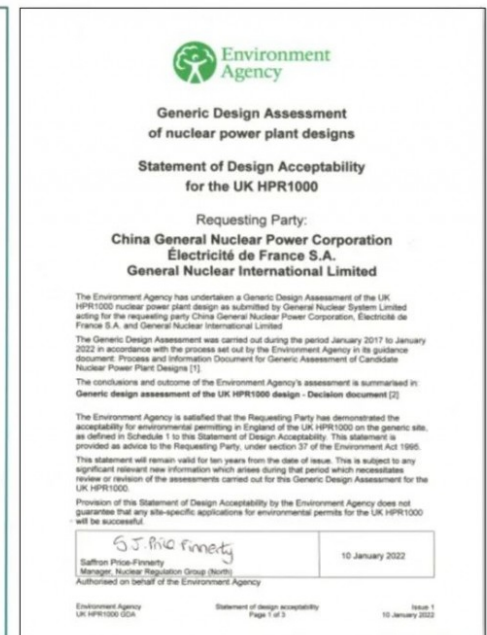 Environment
Agency
Generic Design Assessment
of nuclear power plant designs
Statement of Design Acceptability
for the UK HPR1000
Requesting Party:
China General Nuclear Power Corporation
Électricité de France S.A.
General Nuclear International Limited
The Environment Agency has undertaken a Generic Design Assessment of the UK
HPR1000 nuclear power plant design as submitted by General Nuclear System Limited
acting for the requesting party China General Nuclear Power Corporation, Électricité de
France S.A. and General Nuclear International Limited
The Generic Design Assessment was carried out during the period January 2017 to January
2022 in accordance with the process set out by the Environment Agency in its guidance
document: Process and Information Document for Generic Assessment of Candidate
Nuclear Power Plant Designs [1].
The conclusions and outcome of the Environment Agency's assessment is summarised in:
Generic design assessment of the UK HPR1000 design - Decision document [2]
The Environment Agency is satisfied that the Requesting Party has demonstrated the
acceptability for environmental permitting in England of the UK HPR1000 on the generic site,
as defined in Schedule 1 to this Statement of Design Acceptability. This statement is
provided as advice to the Requesting Party, under section 37 of the Environment Act 1995.
This statement will remain valid for ten years from the date of issue. This is subject to any
significant relevant new information which arises during that period which necessitates
review or revision of the assessments carried out for this Generic Design Assessment for the
UK HPR1000.
Provision of this Statement of Design Acceptability by the Environment Agency does not
guarantee that any site-specific applications for environmental permits for the UK HPR1000
will be successful.
S J. Price Finnerty
Saffron Price-Finnerty
Manager, Nuclear Regulation Group (North)
10 January 2022
Authorised on behalf of the Environment Agency
Environment Agency
UK HPR1000 GDA
Statement of design acceptability
Page 1 of 3
Issue 1
10 January 2022